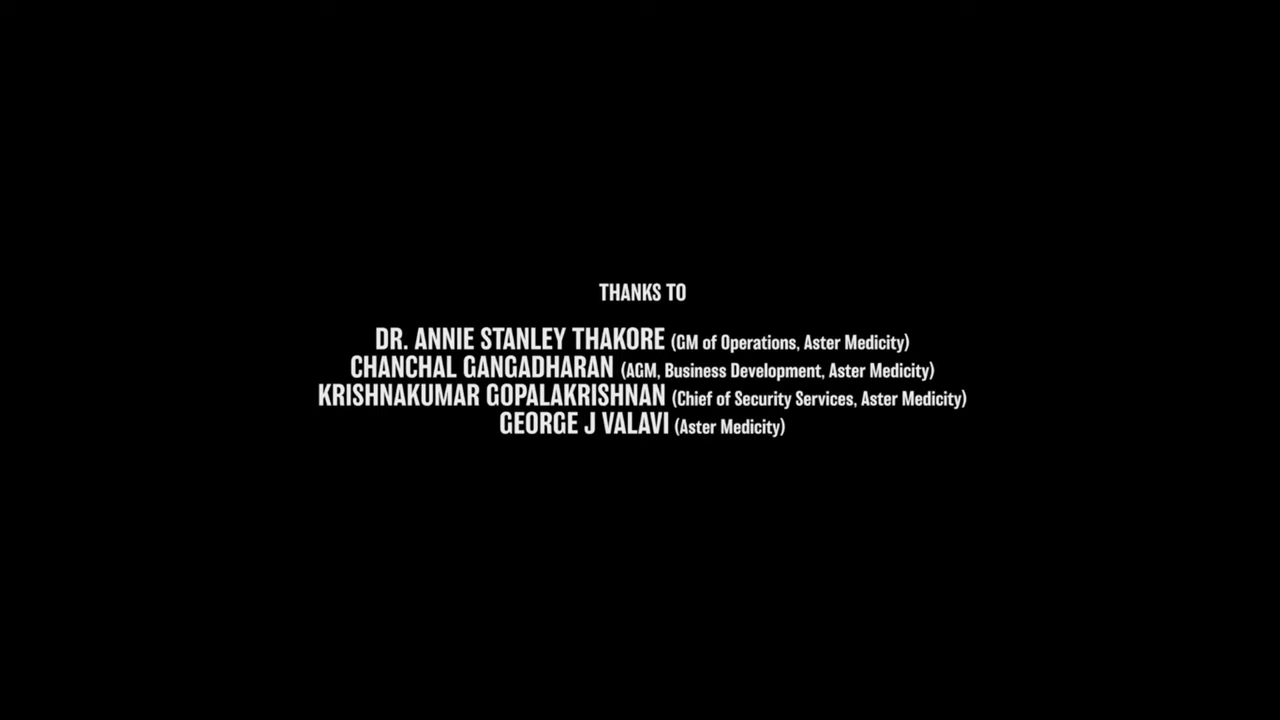 THANKS TO
DR. ANNIE STANLEY THAKORE (GM of Operations, Aster Medicity)
CHANCHAL GANGADHARAN (AGM, Business Development, Aster Medicity)
KRISHNAKUMAR GOPALAKRISHNAN (Chief of Security Services, Aster Medicity)
GEORGE J VALAVI (Aster Medicity)